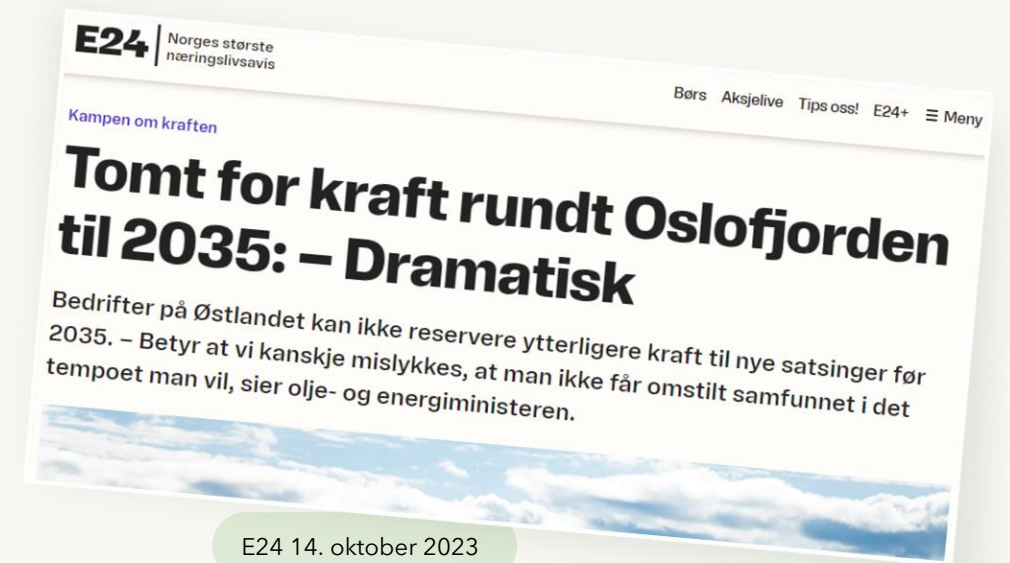 E24
Norges største
næringslivsavis
Børs Aksjelive Tips oss! E24+ ☰ Meny
Kampen om kraften
Tomt for kraft rundt Oslofjorden
til 2035: – Dramatisk
Bedrifter på Østlandet kan ikke reservere ytterligere kraft til nye satsinger før
2035. – Betyr at vi kanskje mislykkes, at man ikke får omstilt samfunnet i det
tempoet man vil, sier olje- og energiministeren.
E24 14. oktober 2023